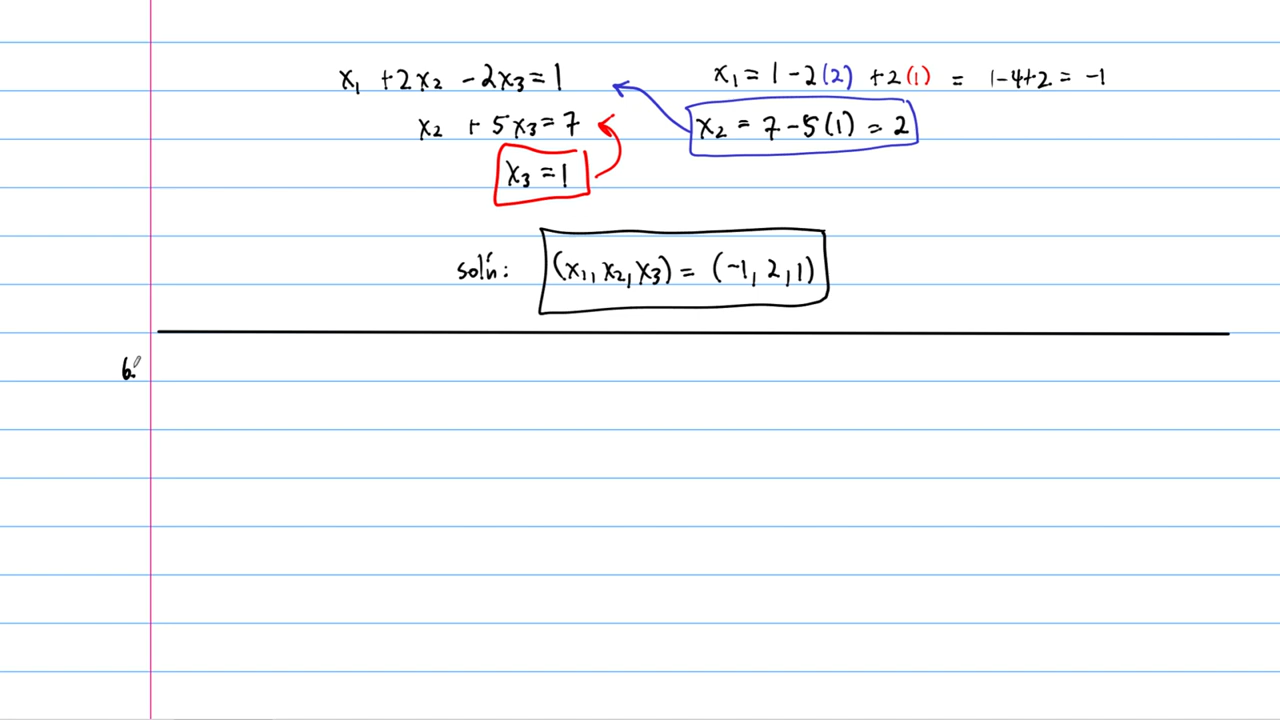 x₁ +2x₂ -2x₃=1
x₁ = 1-2(2) +2(1) = 1-4+2 = -1
x₂ + 5x₃=7
x₂ = 7-5(1) = 2
x₃ =1
sol'n: (x₁, x₂, x₃) = (-1, 2, 1)
6.